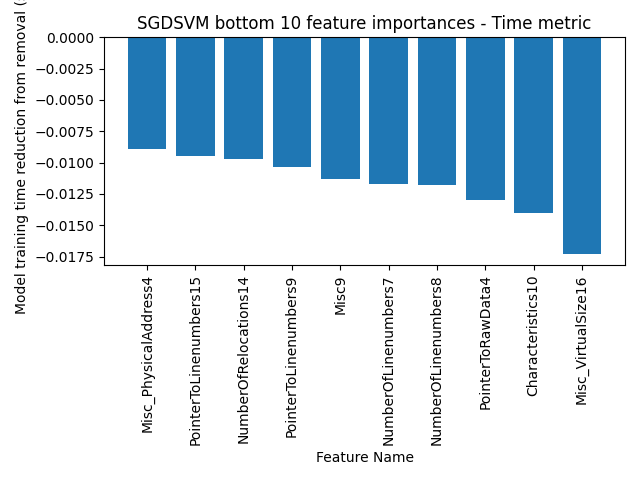 SGDSVM bottom 10 feature importances - Time metric
Model training time reduction from removal (
0.0000
−0.0025
−0.0050
−0.0075
−0.0100
−0.0125
−0.0150
−0.0175
Misc_PhysicalAddress4
PointerToLinenumbers15
NumberOfRelocations14
PointerToLinenumbers9
Misc9
NumberOfLinenumbers7
NumberOfLinenumbers8
PointerToRawData4
Characteristics10
Misc_VirtualSize16
Feature Name